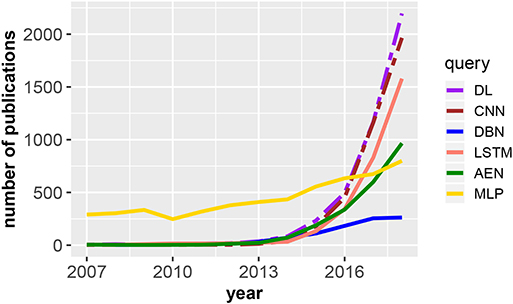 number of publications
2000
1500
1000
500
0
2007
2010
2013
2016
year
query
DL
CNN
DBN
LSTM
AEN
MLP